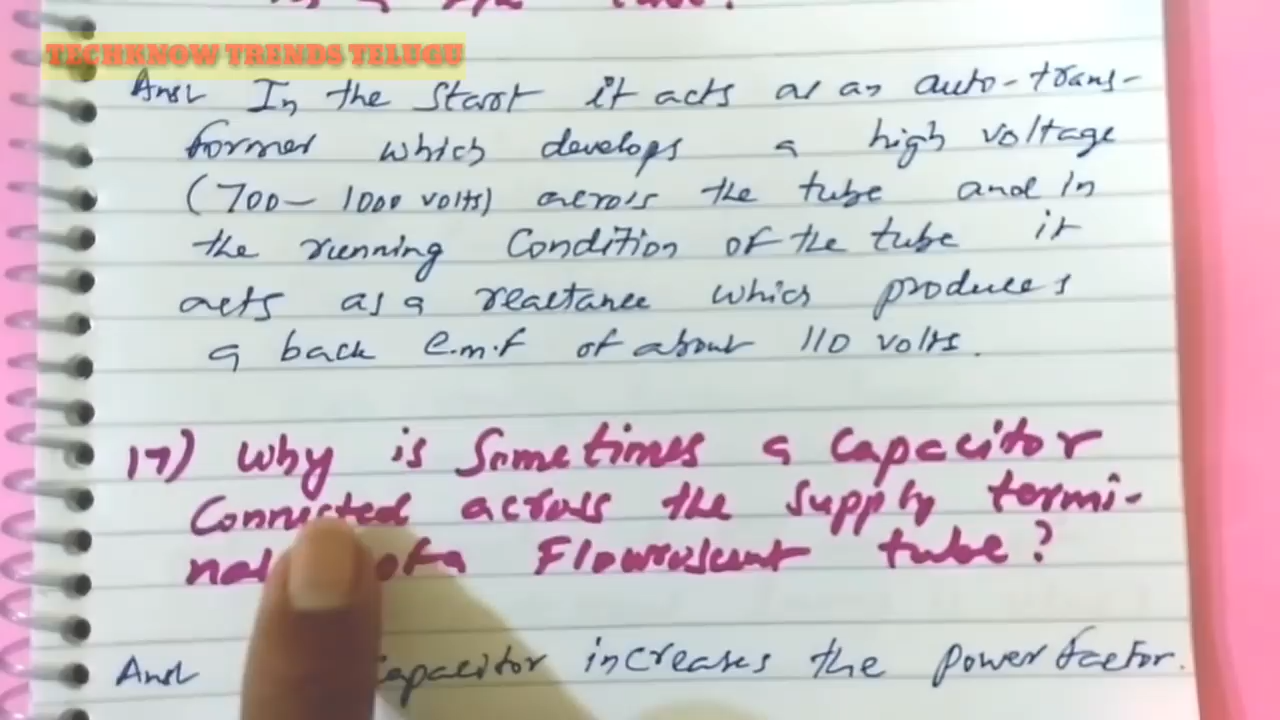 TECHKNOW TRENDS TELUGU
Ans In the start it acts as an auto-trans-
former which develops a high voltage
(700 - 1000 volts) across the tube and in
the running condition of the tube it
acts as a reactance which produces
a back e.m.f of about 110 volts.
17) Why is sometimes a capacitor
connected across the supply termi-
of a Flourescent tube?
Ans capacitor increases the power factor.